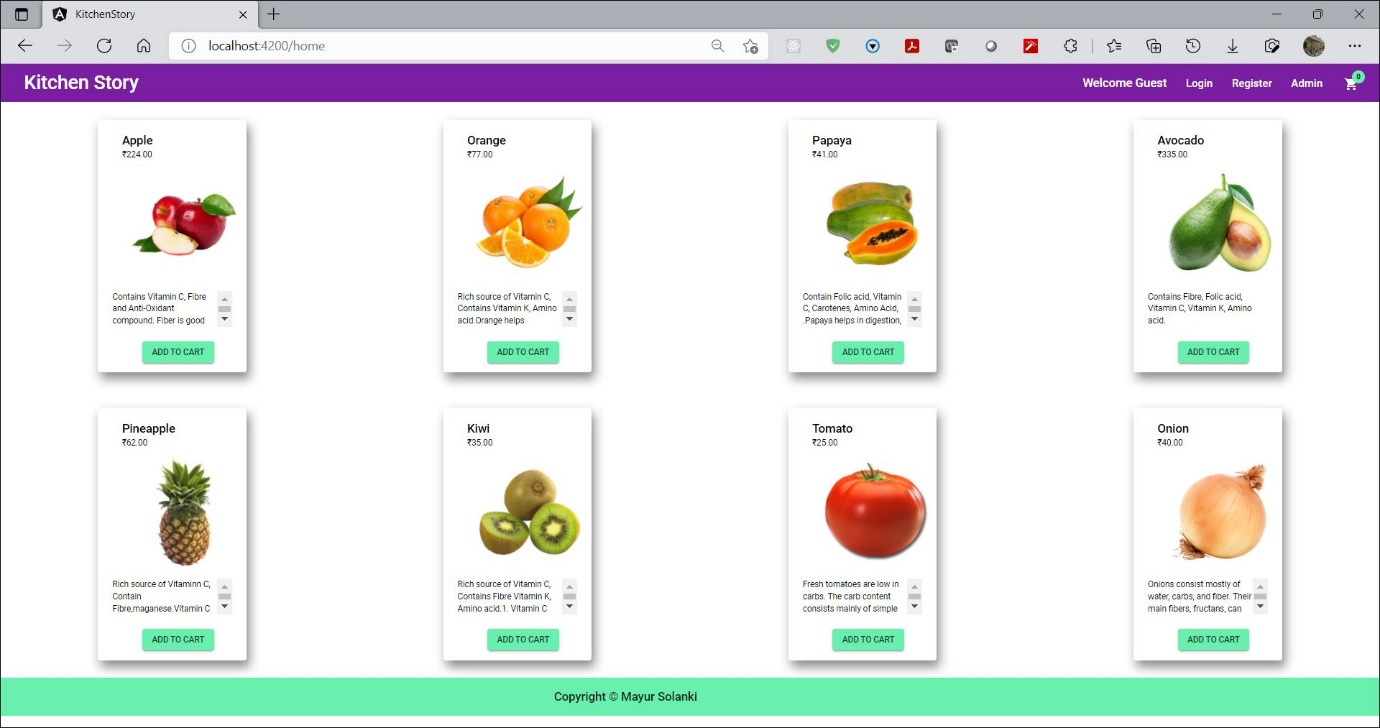 KitchenStory
localhost:4200/home
Kitchen Story
Welcome Guest Login Register Admin 0
Apple
₹224.00
Contains Vitamin C, Fibre
and Anti-Oxidant
compound. Fiber is good
ADD TO CART
Orange
₹77.00
Rich source of Vitamin C,
Contains Vitamin K, Amino
acid.Orange helps
ADD TO CART
Papaya
₹41.00
Contain Folic acid, Vitamin
C, Carotenes, Amino Acid,
.Papaya helps in digestion,
ADD TO CART
Avocado
₹335.00
Contains Fibre, Folic acid,
Vitamin C, Vitamin K, Amino
acid.
ADD TO CART
Pineapple
₹62.00
Rich source of Vitaminn C,
Contain
Fibre,maganese.Vitamin C
ADD TO CART
Kiwi
₹35.00
Rich source of Vitamin C,
Contains Fibre Vitamin K,
Amino acid.1. Vitamin C
ADD TO CART
Tomato
₹25.00
Fresh tomatoes are low in
carbs. The carb content
consists mainly of simple
ADD TO CART
Onion
₹40.00
Onions consist mostly of
water, carbs, and fiber. Their
main fibers, fructans, can
ADD TO CART
Copyright © Mayur Solanki